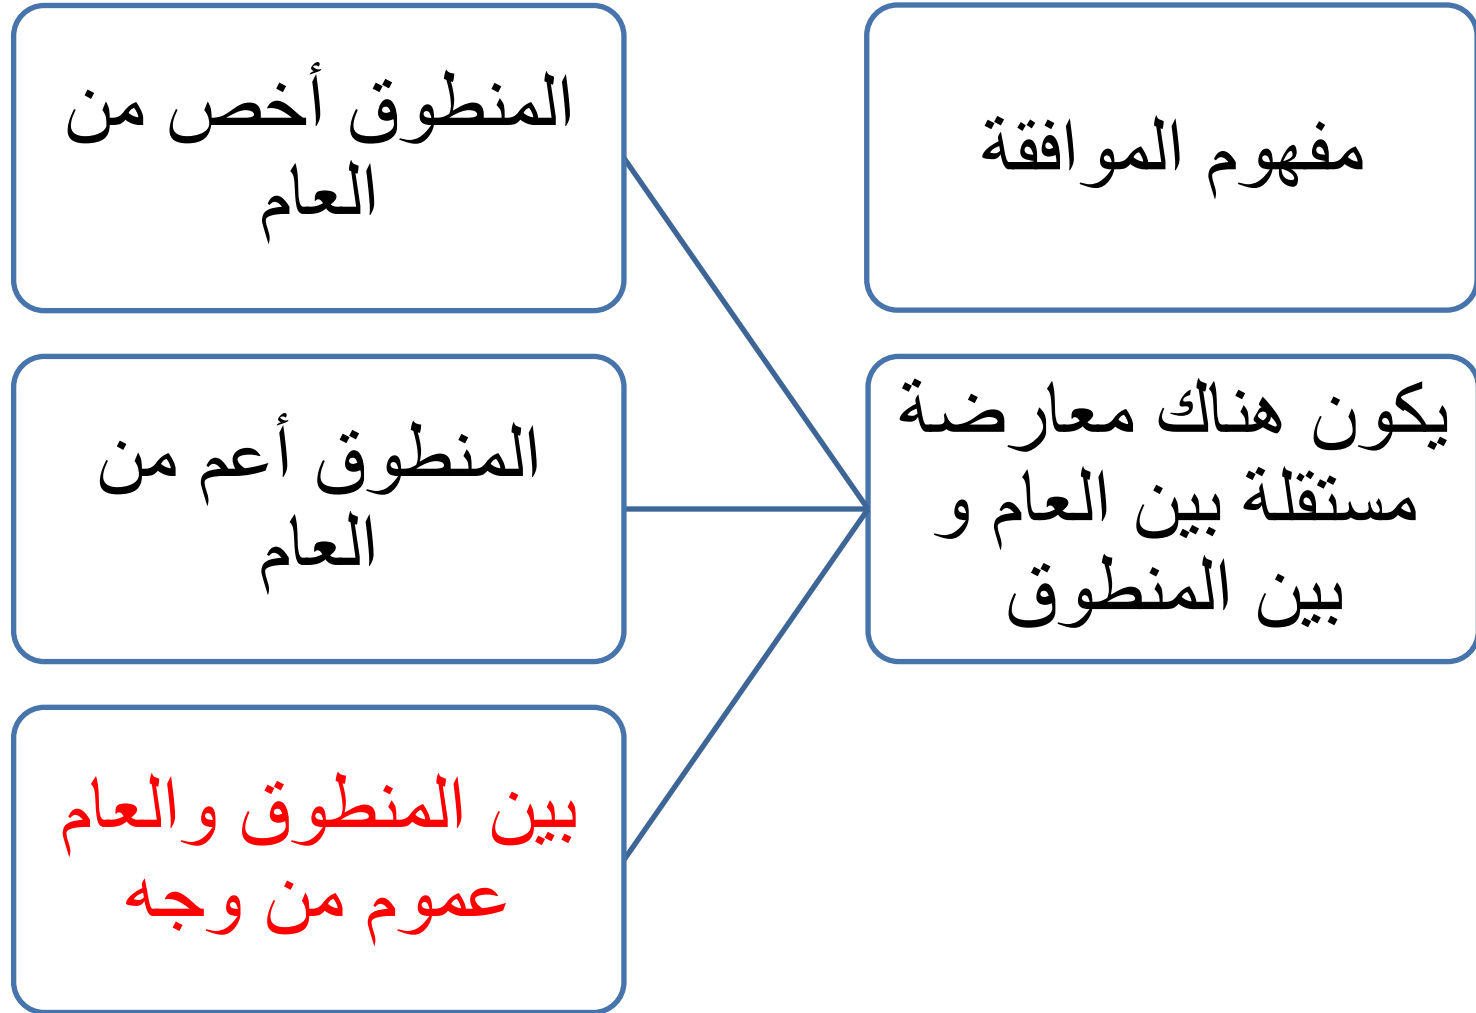 مفهوم الموافقة
يكون هناك معارضة
مستقلة بين العام و
بين المنطوق
المنطوق أخص من
العام
المنطوق أعم من
العام
بين المنطوق والعام
عموم من وجه